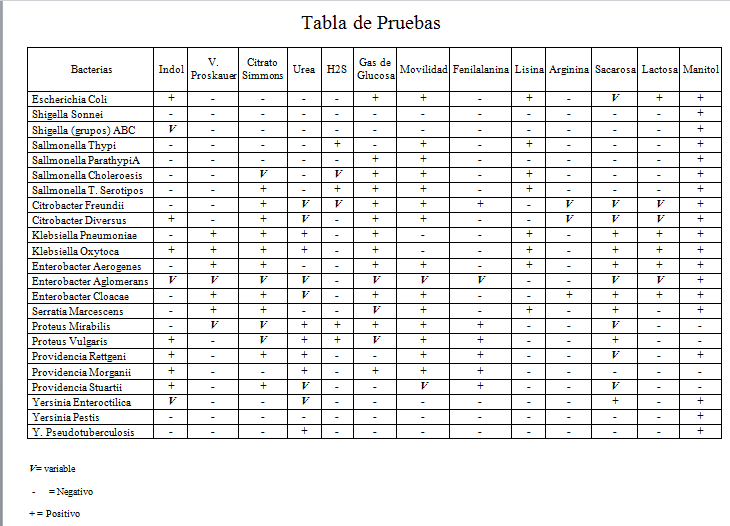 Tabla de Pruebas
Bacterias Indol V. Proskauer Citrato Simmons Urea H2S Gas de Glucosa Movilidad Fenilalanina Lisina Arginina Sacarosa Lactosa Manitol
Escherichia Coli + - - - - + + - + - V + +
Shigella Sonnei - - - - - - - - - - - - +
Shigella (grupos) ABC V - - - - - - - - - - - +
Sallmonella Thypi - - - - + - + - + - - - +
Sallmonella ParathypiA - - - - - + + - - - - - +
Sallmonella Choleroesis - - V - V + + - + - - - +
Sallmonella T. Serotipos - - + - + + + - + - - - +
Citrobacter Freundii - - + V V + + + - V V V +
Citrobacter Diversus + - + V - + + - - V V V +
Klebsiella Pneumoniae - + + + - + - - + - + + +
Klebsiella Oxytoca + + + + - + - - + - + + +
Enterobacter Aerogenes - + + - - + + - + - + + +
Enterobacter Aglomerans V V V V - V V V - - V V +
Enterobacter Cloacae - + + V - + + - - + + + +
Serratia Marcescens - + + - - V + - + - + - +
Proteus Mirabilis - V V + + + + + - - V - -
Proteus Vulgaris + - V + + V + + - - + - -
Providencia Rettgeni + - + + - - + + - - V - +
Providencia Morganii + - - + - + + + - - - - -
Providencia Stuartii + - + V - - V + - - V - -
Yersinia Enteroctilica V - - V - - - - - - + - +
Yersinia Pestis - - - - - - - - - - - - +
Y. Pseudotuberculosis - - - + - - - - - - - - +
V= variable
- = Negativo
+ = Positivo